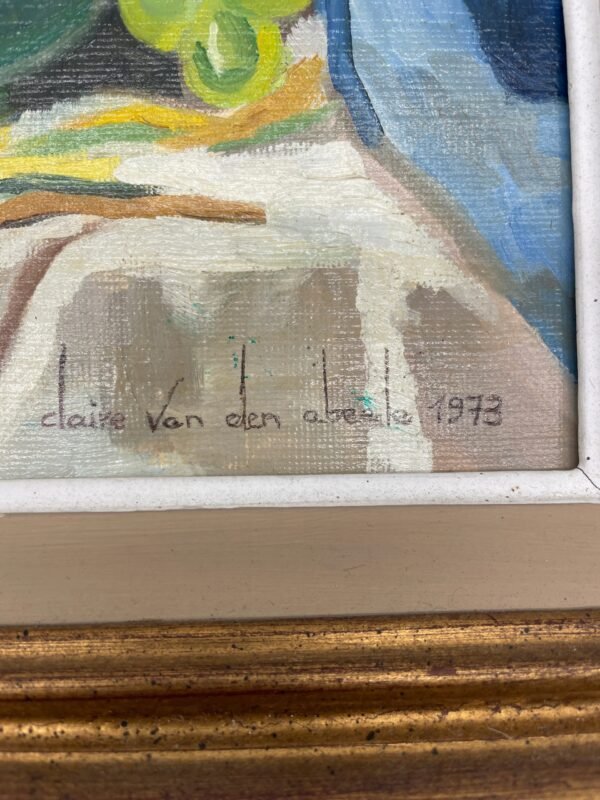 claire van den abeele 1973